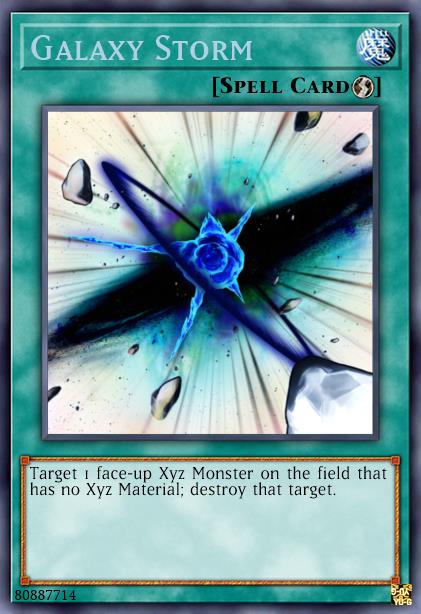 Galaxy Storm
魔
[Spell Card]
Target 1 face-up Xyz Monster on the field that
has no Xyz Material; destroy that target.
80887714